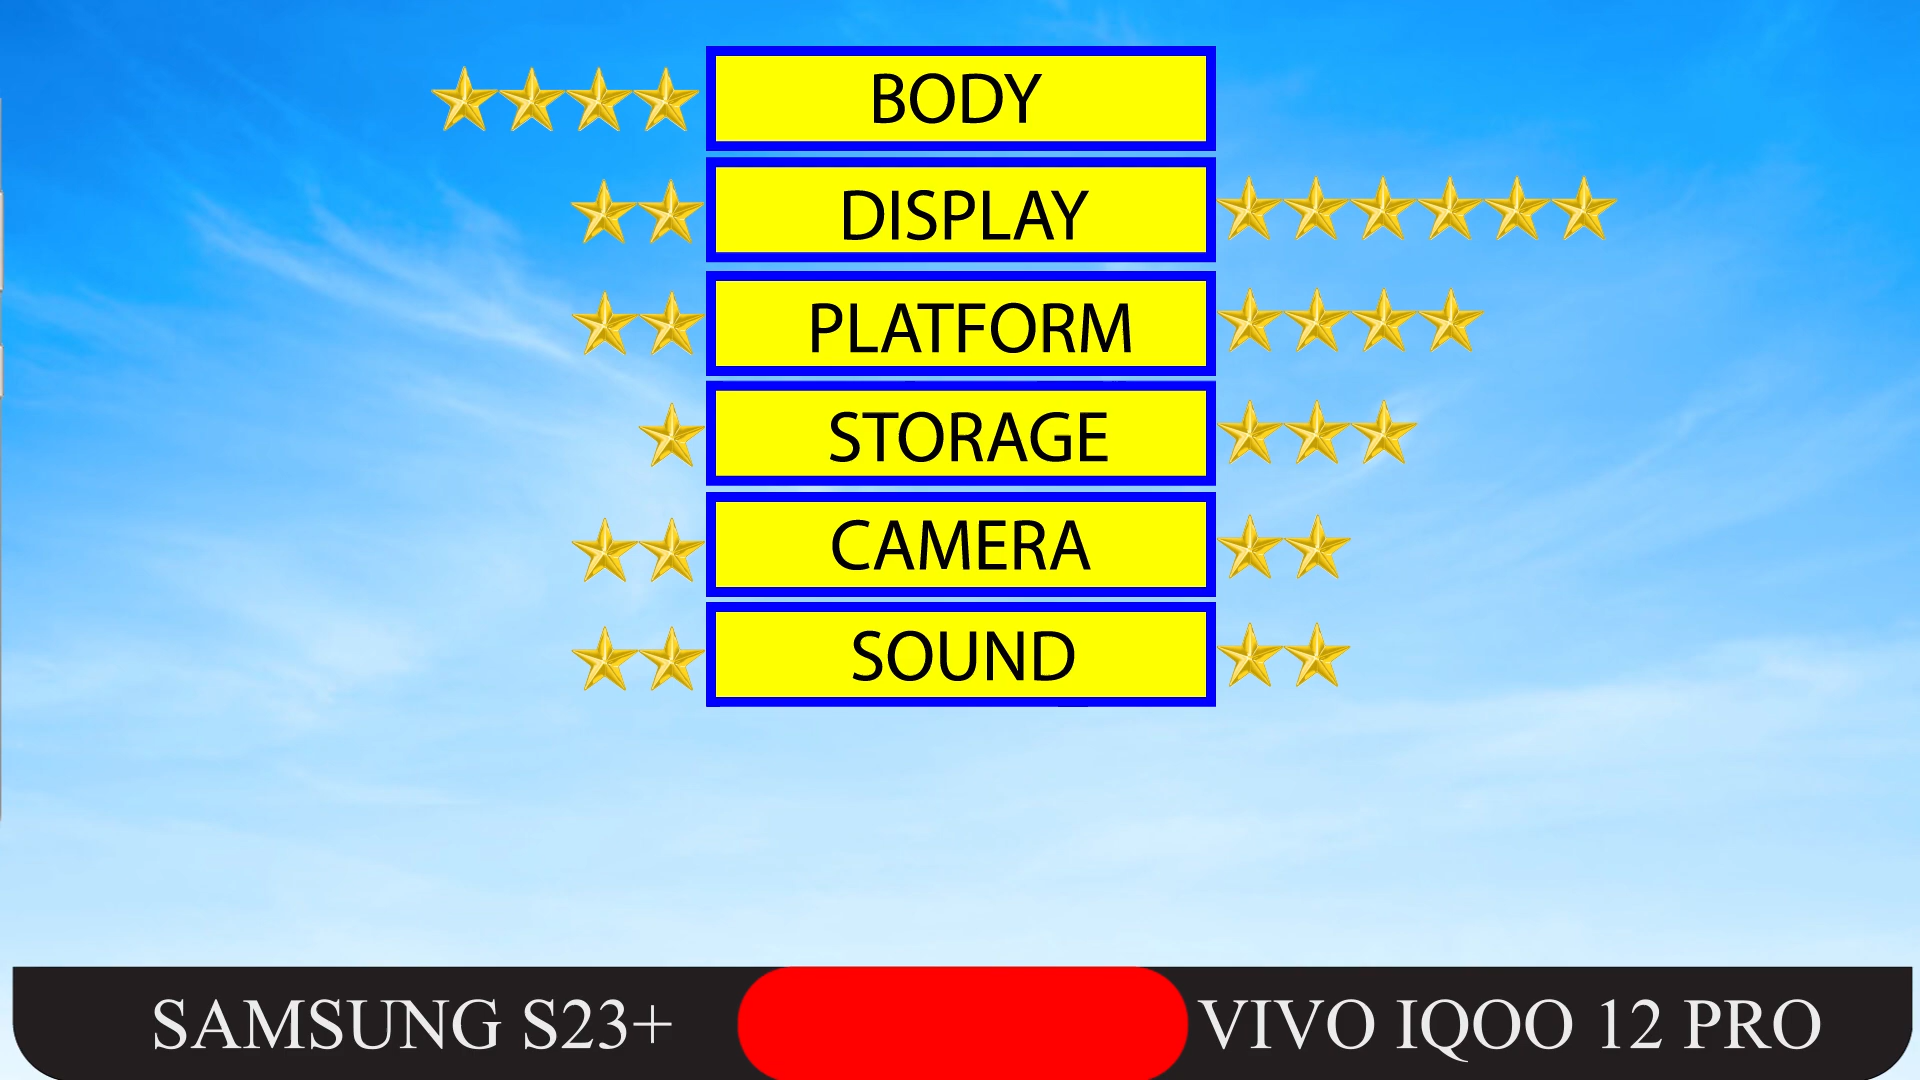 BODY
DISPLAY
PLATFORM
STORAGE
CAMERA
SOUND
SAMSUNG S23+
VIVO IQOO 12 PRO